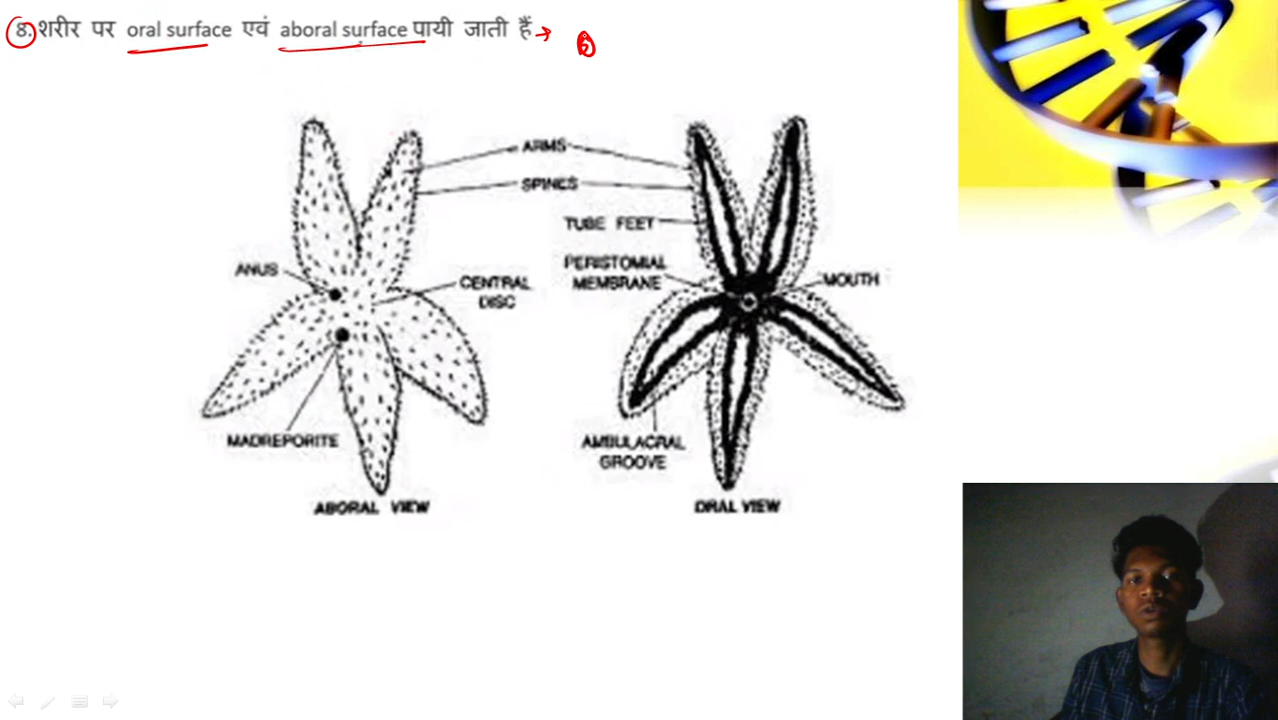 8. शरीर पर oral surface एवं aboral surface पायी जाती हैं →
ARMS
SPINES
TUBE FEET
ANUS
PERISTOMIAL MEMBRANE
CENTRAL DISC
MOUTH
MADREPORITE
AMBULACRAL GROOVE
ABORAL VIEW
ORAL VIEW